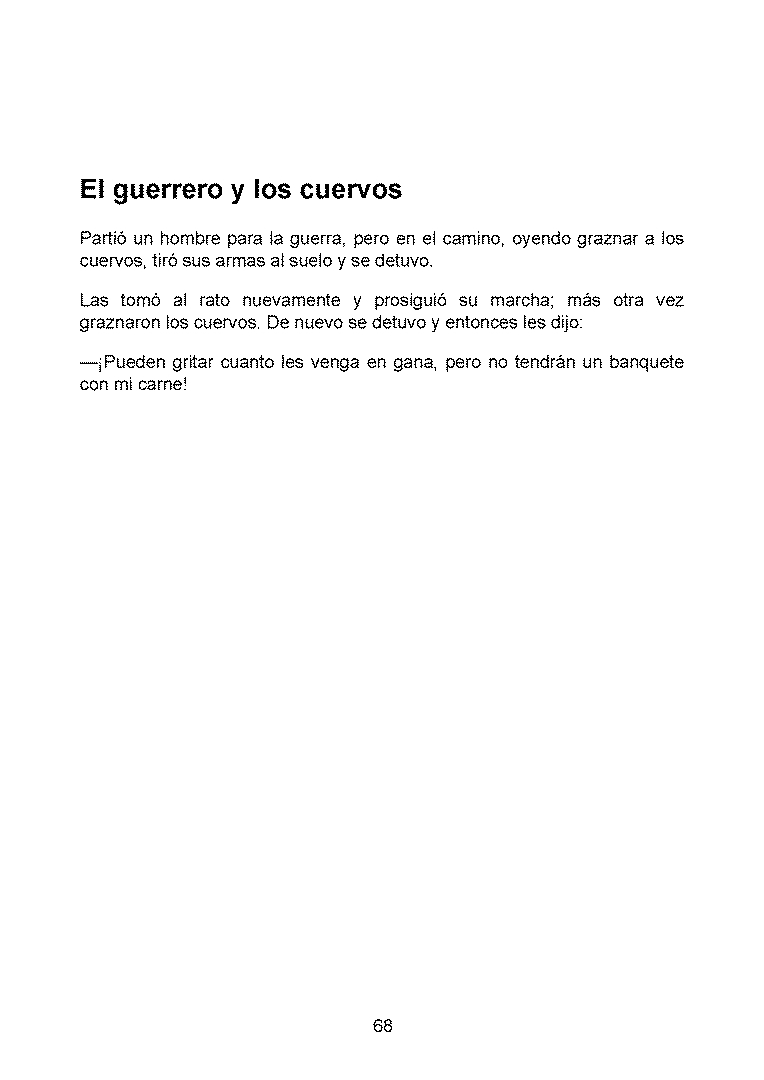 El guerrero y los cuervos
Partió un hombre para la guerra, pero en el camino, oyendo graznar a los
cuervos, tiró sus armas al suelo y se detuvo.
Las tomó al rato nuevamente y prosiguió su marcha; más otra vez
graznaron los cuervos. De nuevo se detuvo y entonces les dijo:
—¡Pueden gritar cuanto les venga en gana, pero no tendrán un banquete
con mi carne!
68